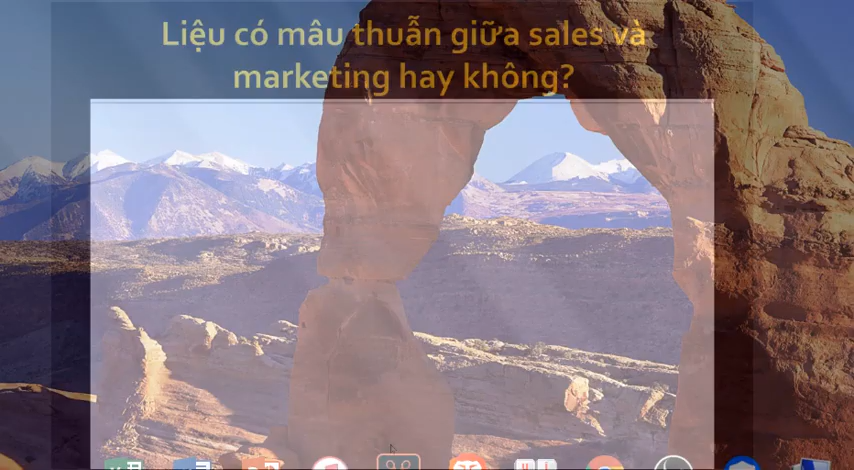 Liệu có mâu thuẫn giữa sales và
marketing hay không?